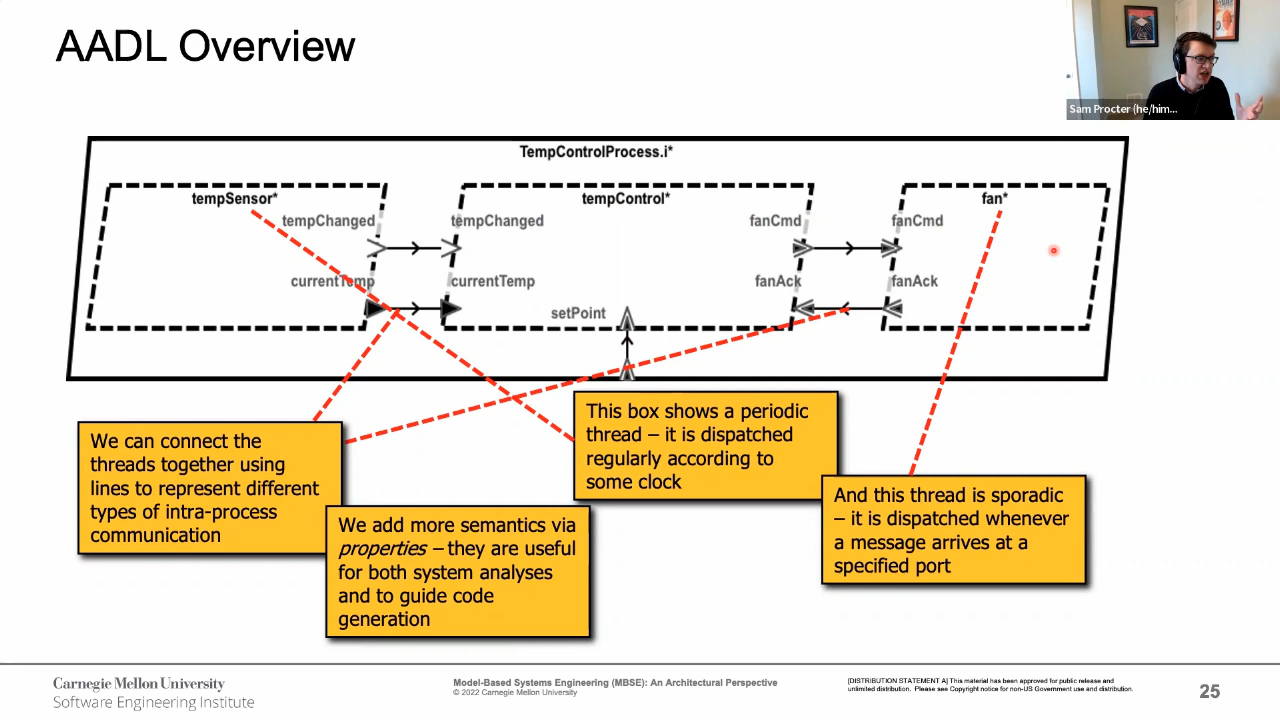 AADL Overview
Sam Procter (he/him...
TempControlProcess.i*
tempSensor*
tempControl*
fan*
tempChanged
tempChanged
fanCmd
fanCmd
currentTemp
currentTemp
fanAck
fanAck
setPoint
We can connect the
threads together using
lines to represent different
types of intra-process
communication
We add more semantics via
properties – they are useful
for both system analyses
and to guide code
generation
This box shows a periodic
thread – it is dispatched
regularly according to
some clock
And this thread is sporadic
– it is dispatched whenever
a message arrives at a
specified port
Carnegie Mellon University
Software Engineering Institute
Model-Based Systems Engineering (MBSE): An Architectural Perspective
© 2022 Carnegie Mellon University
[DISTRIBUTION STATEMENT A] This material has been approved for public release and
unlimited distribution. Please see Copyright notice for non-US Government use and distribution.
25